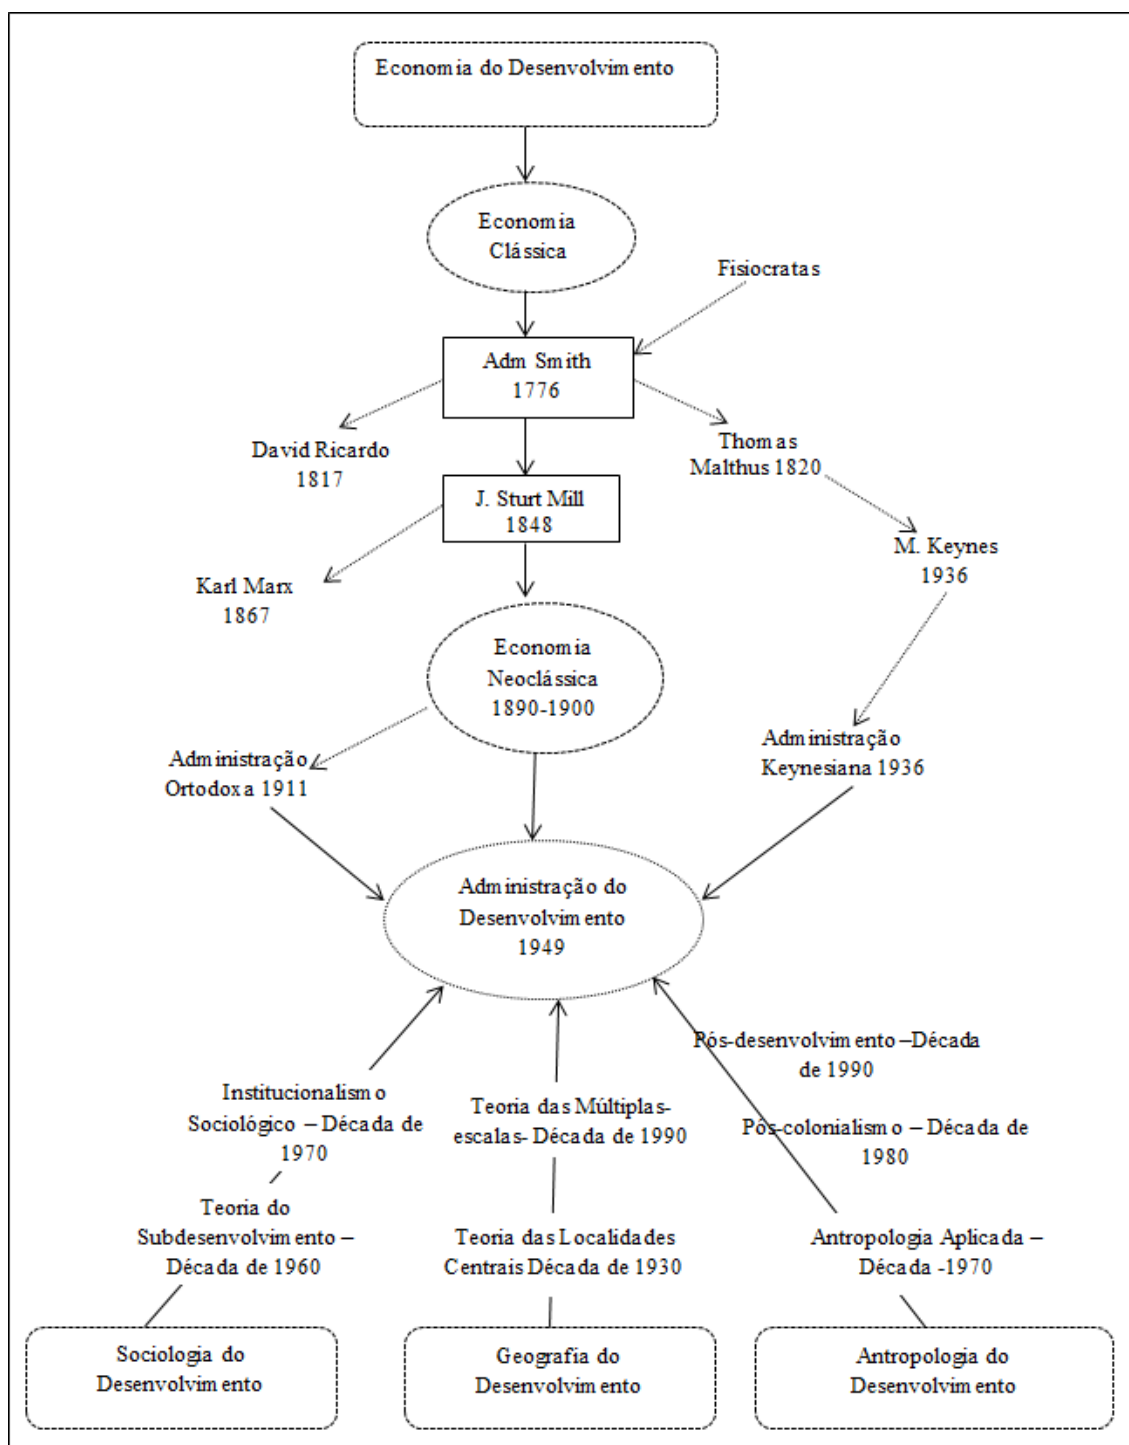 Economia do Desenvolvimento
Economia
Clássica
Fisiocratas
Adm Smith
1776
David Ricardo
1817
Thomas
Malthus 1820
J. Sturt Mill
1848
M. Keynes
1936
Karl Marx
1867
Economia
Neoclássica
1890-1900
Administração
Ortodoxa 1911
Administração
Keynesiana 1936
Administração do
Desenvolvimento
1949
Pós-desenvolvimento –Década
de 1990
Institucionalismo
Sociológico – Década de
1970
Teoria das Múltiplas-
escalas- Década de 1990
Pós-colonialismo – Década de
1980
Teoria do
Subdesenvolvimento –
Década de 1960
Teoria das Localidades
Centrais Década de 1930
Antropologia Aplicada –
Década -1970
Sociologia do
Desenvolvimento
Geografia do
Desenvolvimento
Antropologia do
Desenvolvimento